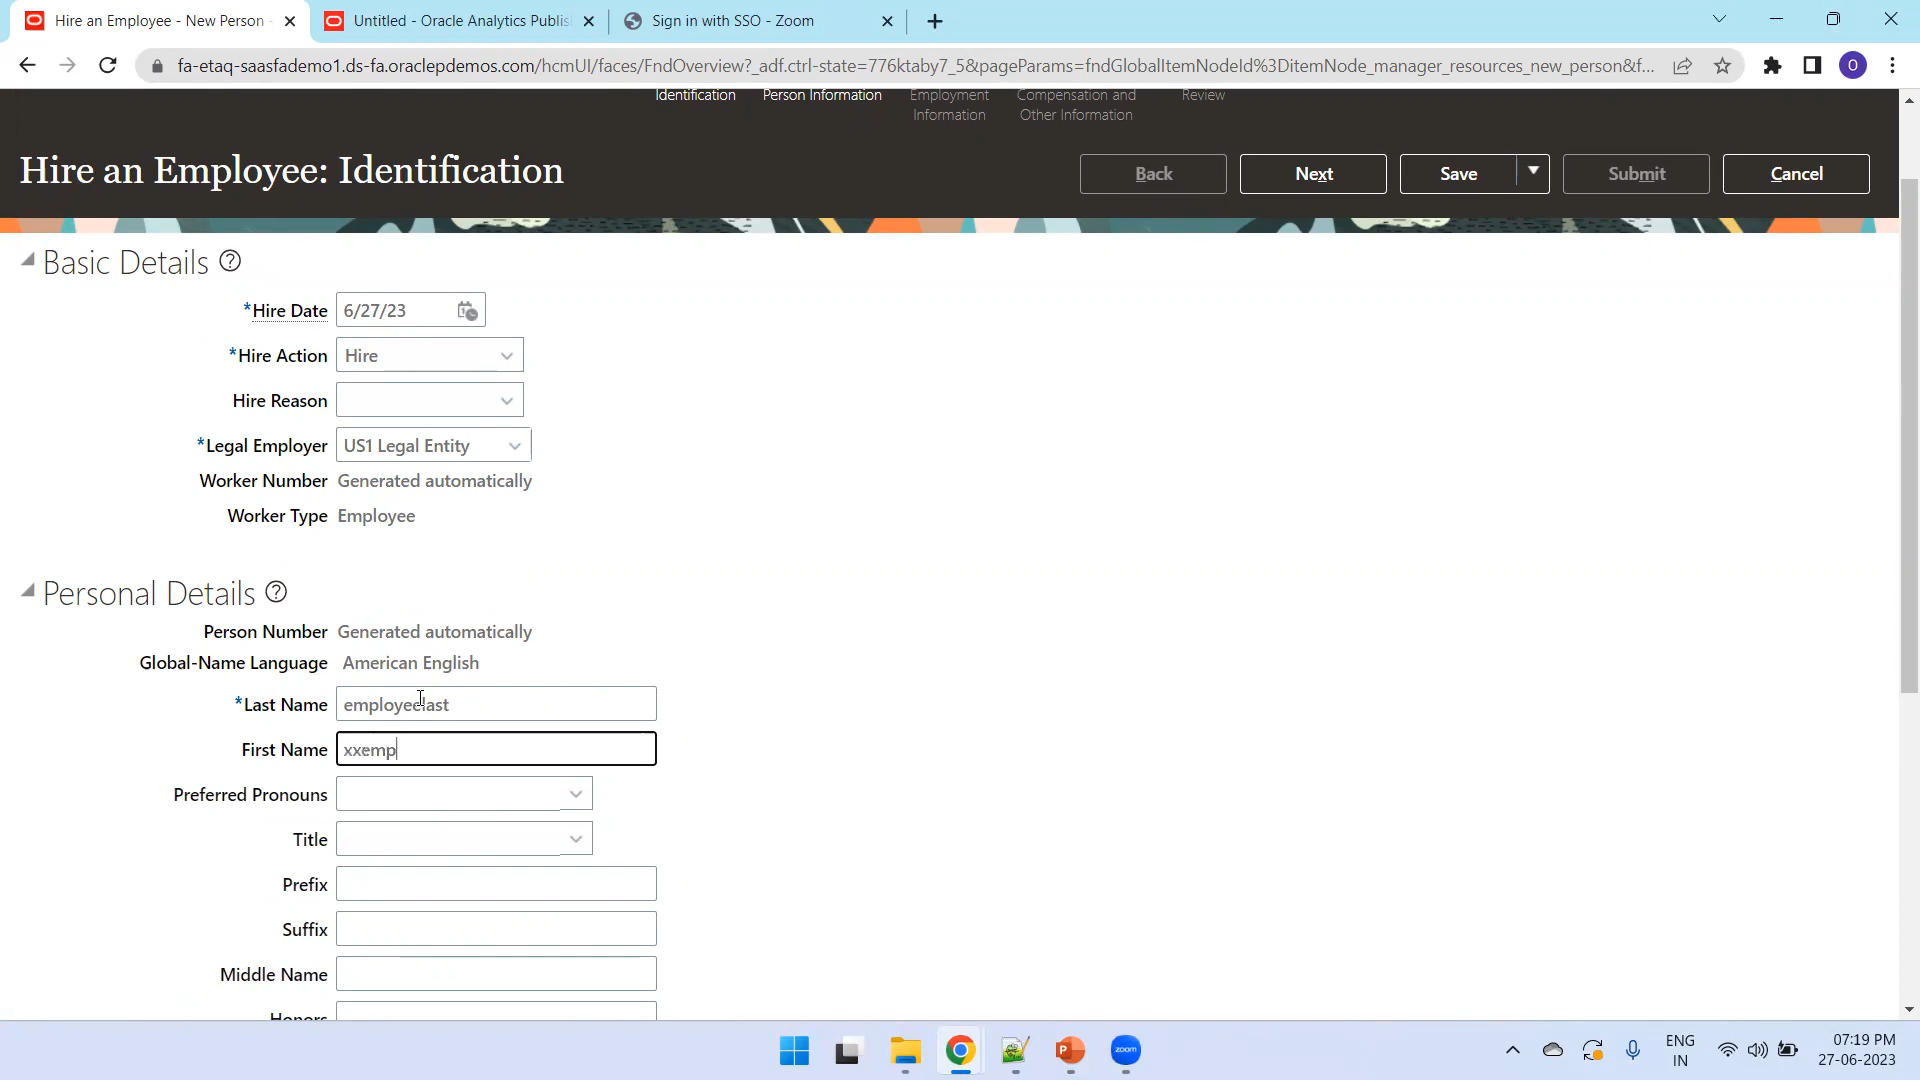 Hire an Employee - New Person -
Untitled - Oracle Analytics Publis
Sign in with SSO - Zoom
fa-etaq-saasfademo1.ds-fa.oraclepdemos.com/hcmUI/faces/FndOverview?_adf.ctrl-state=776ktaby7_5&pageParams=fndGlobalItemNodeId%3DitemNode_manager_resources_new_person&f...
O
Identification
Person Information
Employment
Information
Compensation and
Other Information
Review
Hire an Employee: Identification
Back
Next
Save
Submit
Cancel
Basic Details
*Hire Date 6/27/23
*Hire Action Hire
Hire Reason
*Legal Employer US1 Legal Entity
Worker Number Generated automatically
Worker Type Employee
Personal Details
Person Number Generated automatically
Global-Name Language American English
*Last Name employeelast
First Name xxemp
Preferred Pronouns
Title
Prefix
Suffix
Middle Name
Honors
zoom
ENG
IN
07:19 PM
27-06-2023